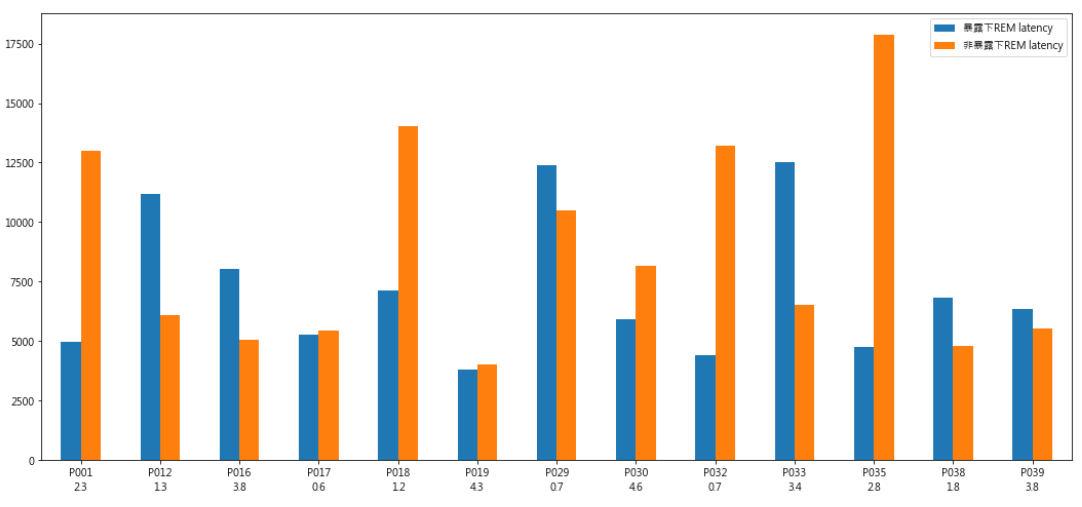 暴露下REM latency
非暴露下REM latency
17500
15000
12500
10000
7500
5000
2500
0
P001 P012 P016 P017 P018 P019 P029 P030 P032 P033 P035 P038 P039
2.3 1.3 3.8 0.6 1.2 4.3 0.7 4.6 0.7 3.4 2.8 1.8 3.8